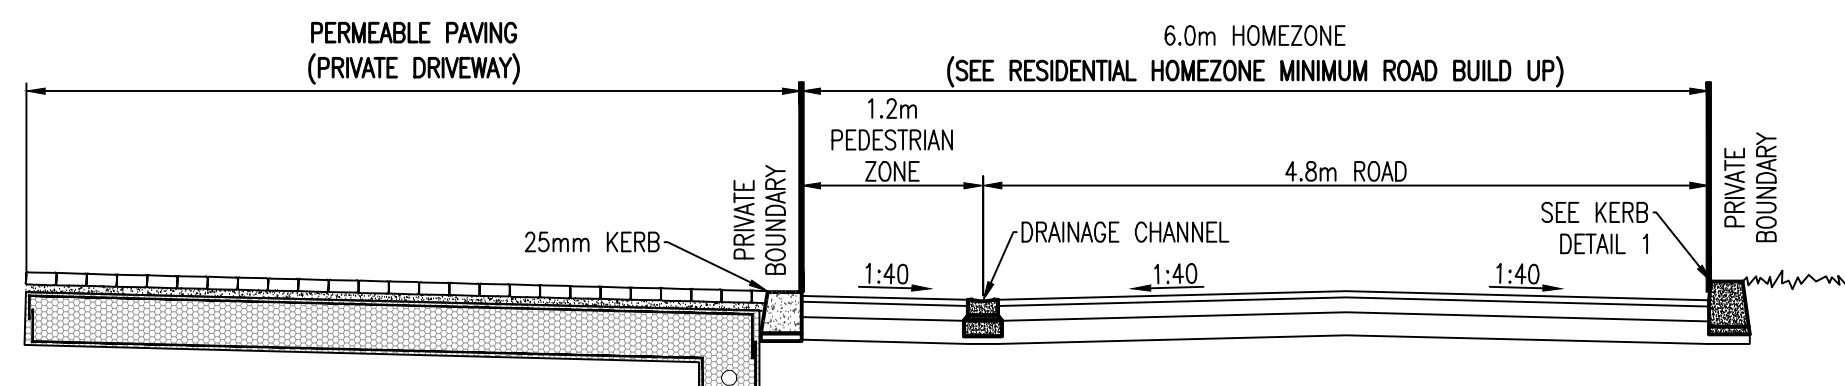 PERMEABLE PAVING
(PRIVATE DRIVEWAY)
6.0m HOMEZONE
(SEE RESIDENTIAL HOMEZONE MINIMUM ROAD BUILD UP)
1.2m
PEDESTRIAN
ZONE
4.8m ROAD
PRIVATE
BOUNDARY
PRIVATE
BOUNDARY
25mm KERB
DRAINAGE CHANNEL
SEE KERB
DETAIL 1
1:40
1:40
1:40